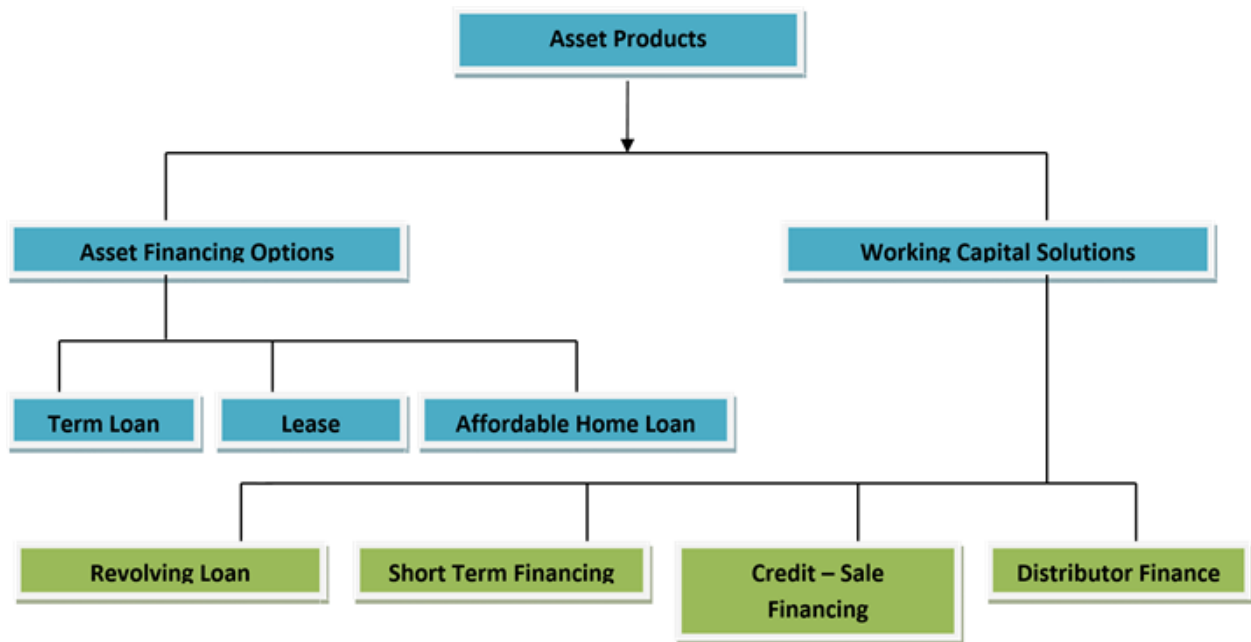 Asset Products
Asset Financing Options
Working Capital Solutions
Term Loan
Lease
Affordable Home Loan
Revolving Loan
Short Term Financing
Credit – Sale
Financing
Distributor Finance